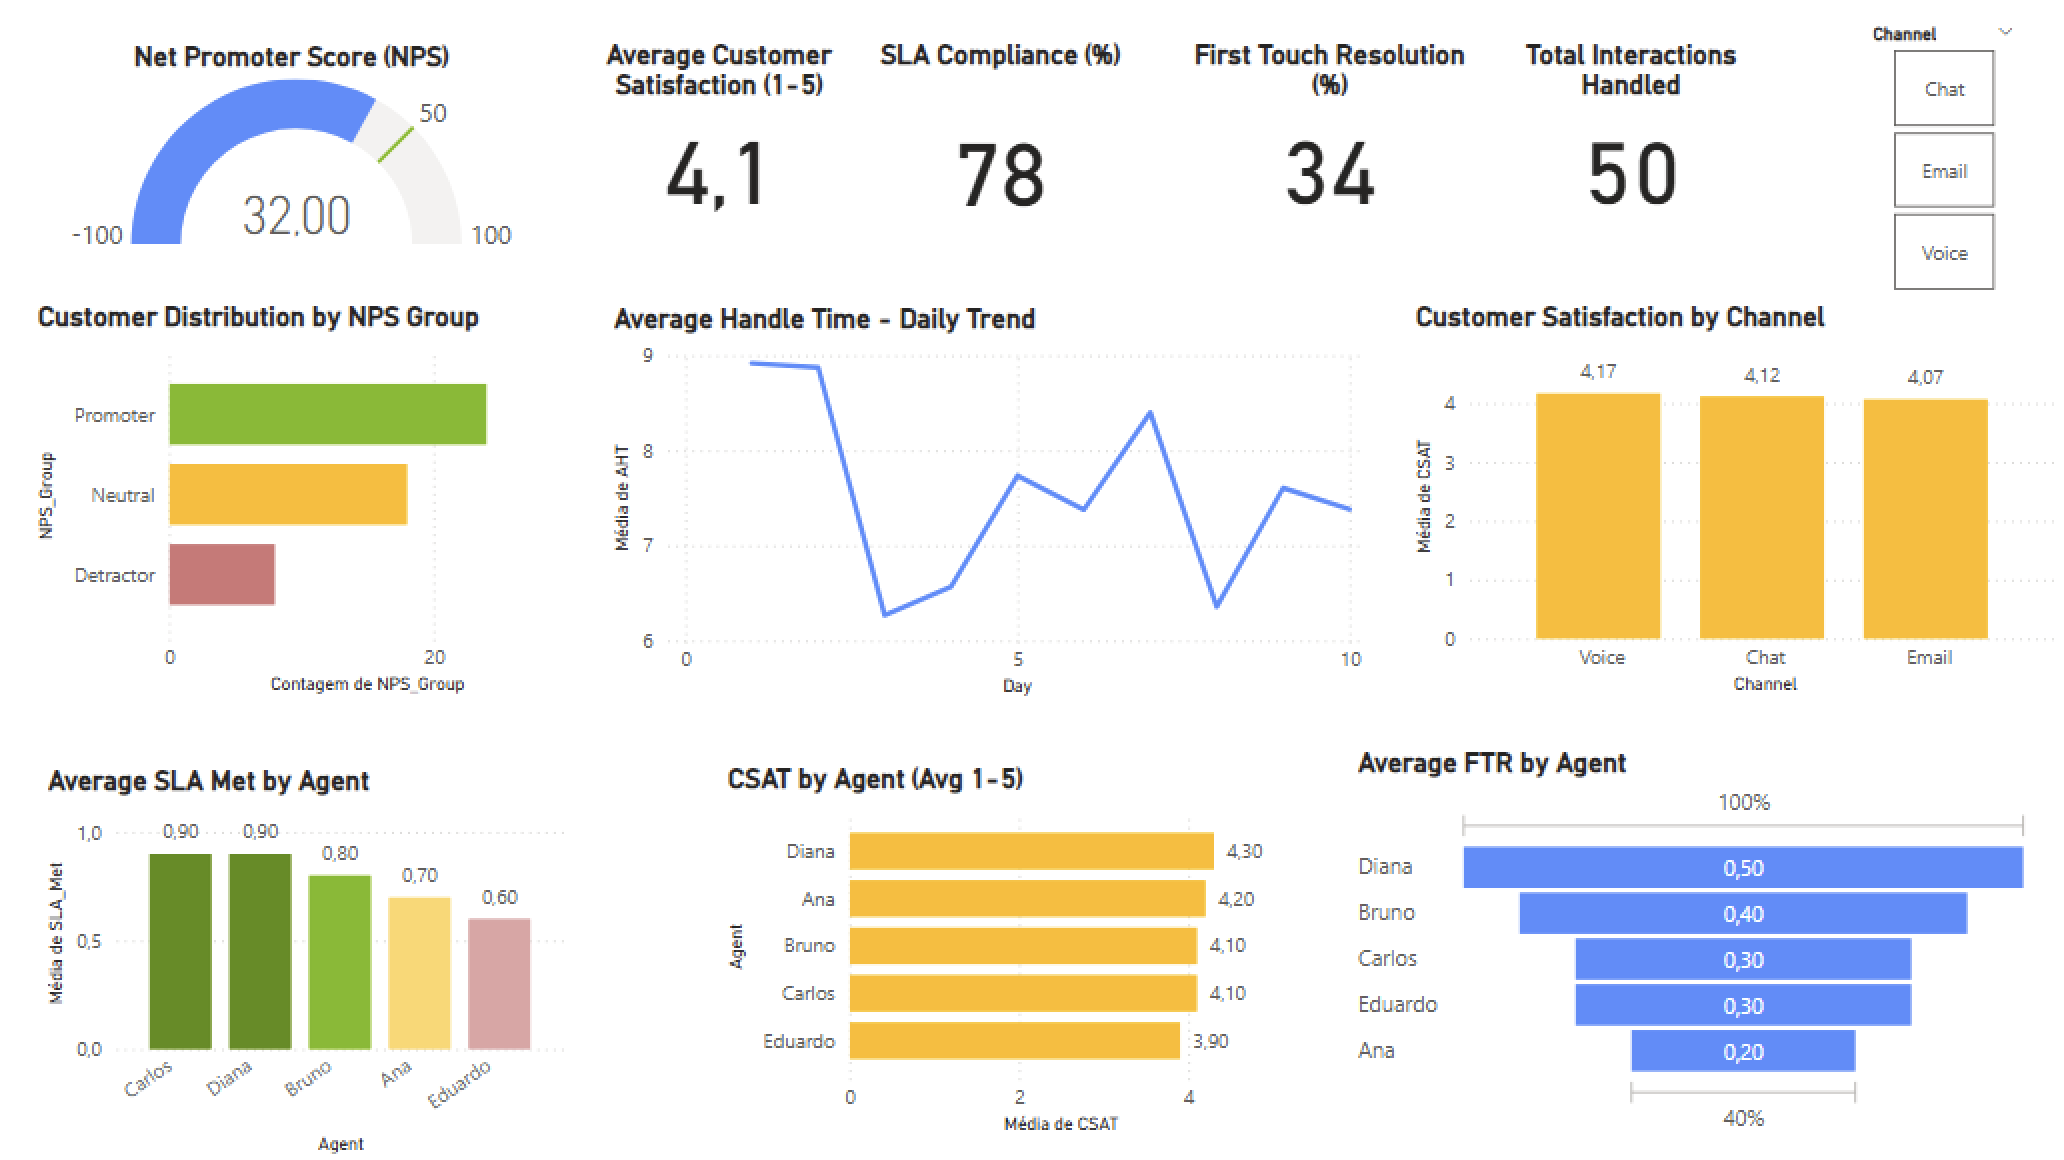 Net Promoter Score (NPS)
50
32,00
-100
100
Average Customer
Satisfaction (1-5)
4,1
SLA Compliance (%)
78
First Touch Resolution
(%)
34
Total Interactions
Handled
50
Channel
Chat
Email
Voice
Customer Distribution by NPS Group
NPS_Group
Promoter
Neutral
Detractor
0
20
Contagem de NPS_Group
Average Handle Time - Daily Trend
Média de AHT
9
8
7
6
0
5
10
Day
Customer Satisfaction by Channel
Média de CSAT
4
3
2
1
0
4,17
4,12
4,07
Voice
Chat
Email
Channel
Average SLA Met by Agent
Média de SLA_Met
1,0
0,5
0,0
0,90
0,90
0,80
0,70
0,60
Carlos
Diana
Bruno
Ana
Eduardo
Agent
CSAT by Agent (Avg 1-5)
Agent
Diana
4,30
Ana
4,20
Bruno
4,10
Carlos
4,10
Eduardo
3,90
0
2
4
Média de CSAT
Average FTR by Agent
100%
Diana
0,50
Bruno
0,40
Carlos
0,30
Eduardo
0,30
Ana
0,20
40%